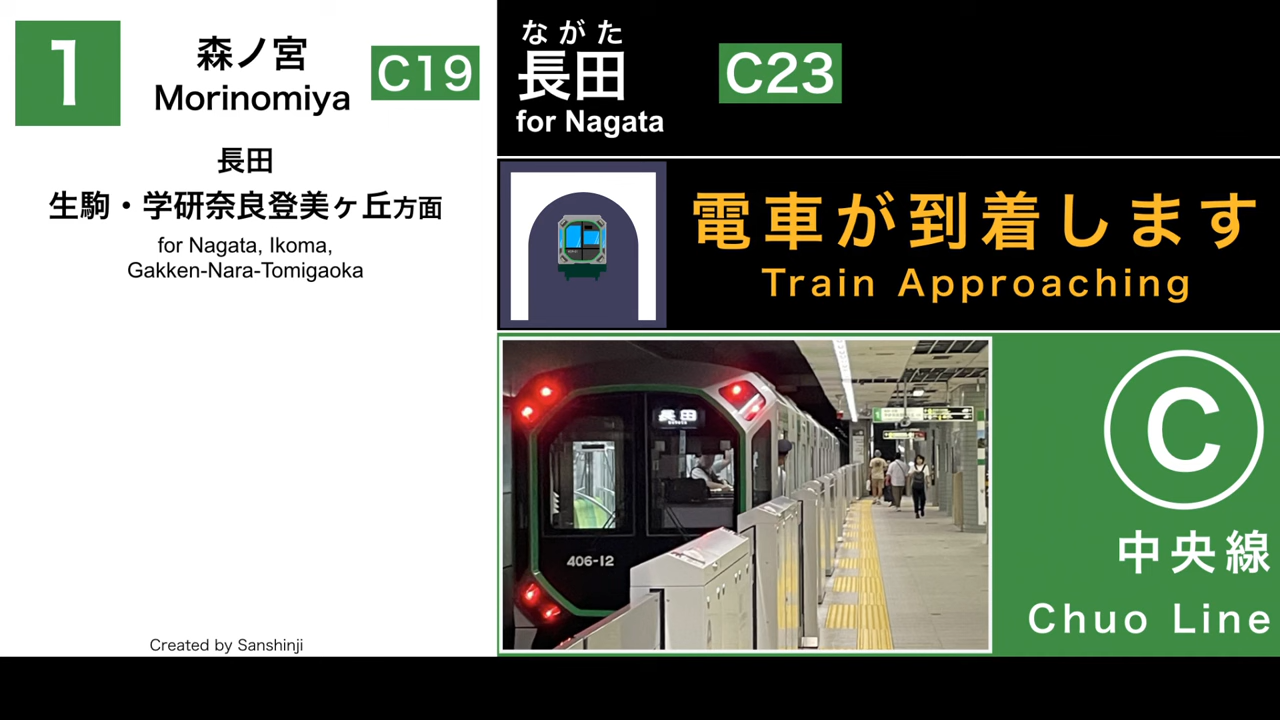 1
森ノ宮
Morinomiya
C19
長田
生駒・学研奈良登美ヶ丘方面
for Nagata, Ikoma,
Gakken-Nara-Tomigaoka
Created by Sanshinji
ながた
長田
for Nagata
C23
電車が到着します
Train Approaching
長田
406-12
C
中央線
Chuo Line